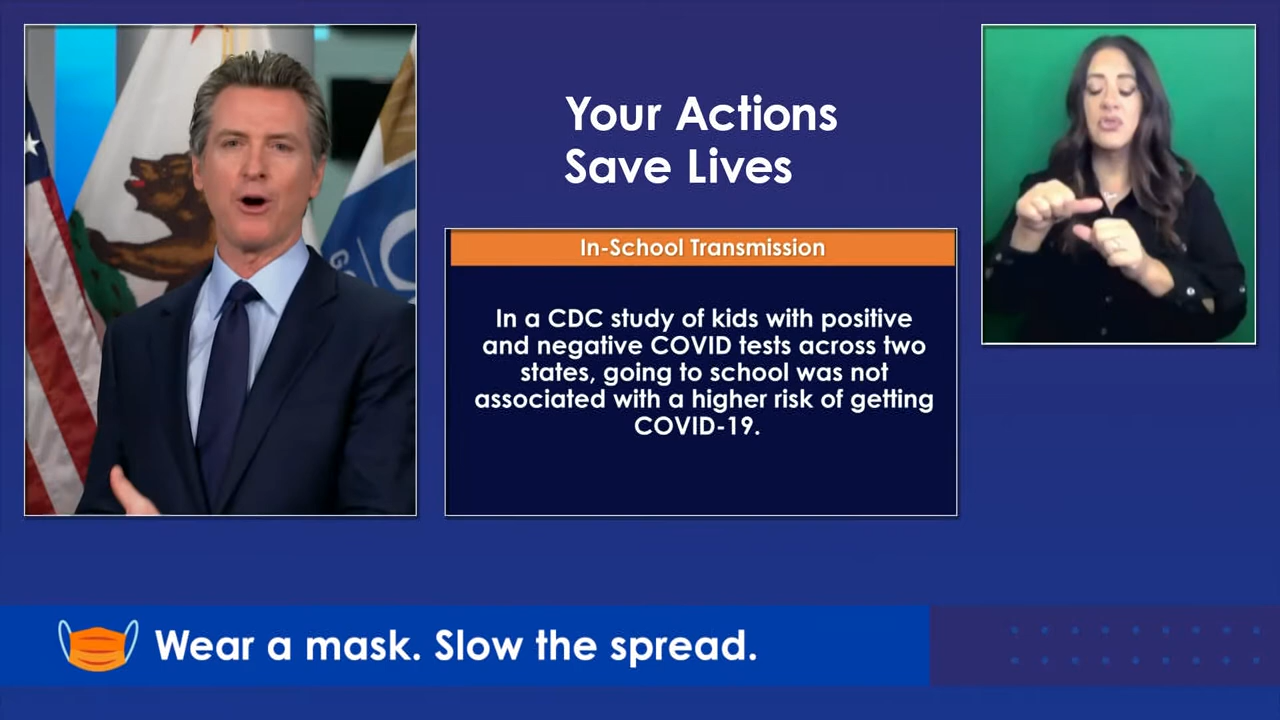 Your Actions
Save Lives
In-School Transmission
In a CDC study of kids with positive
and negative COVID tests across two
states, going to school was not
associated with a higher risk of getting
COVID-19.
Wear a mask. Slow the spread.